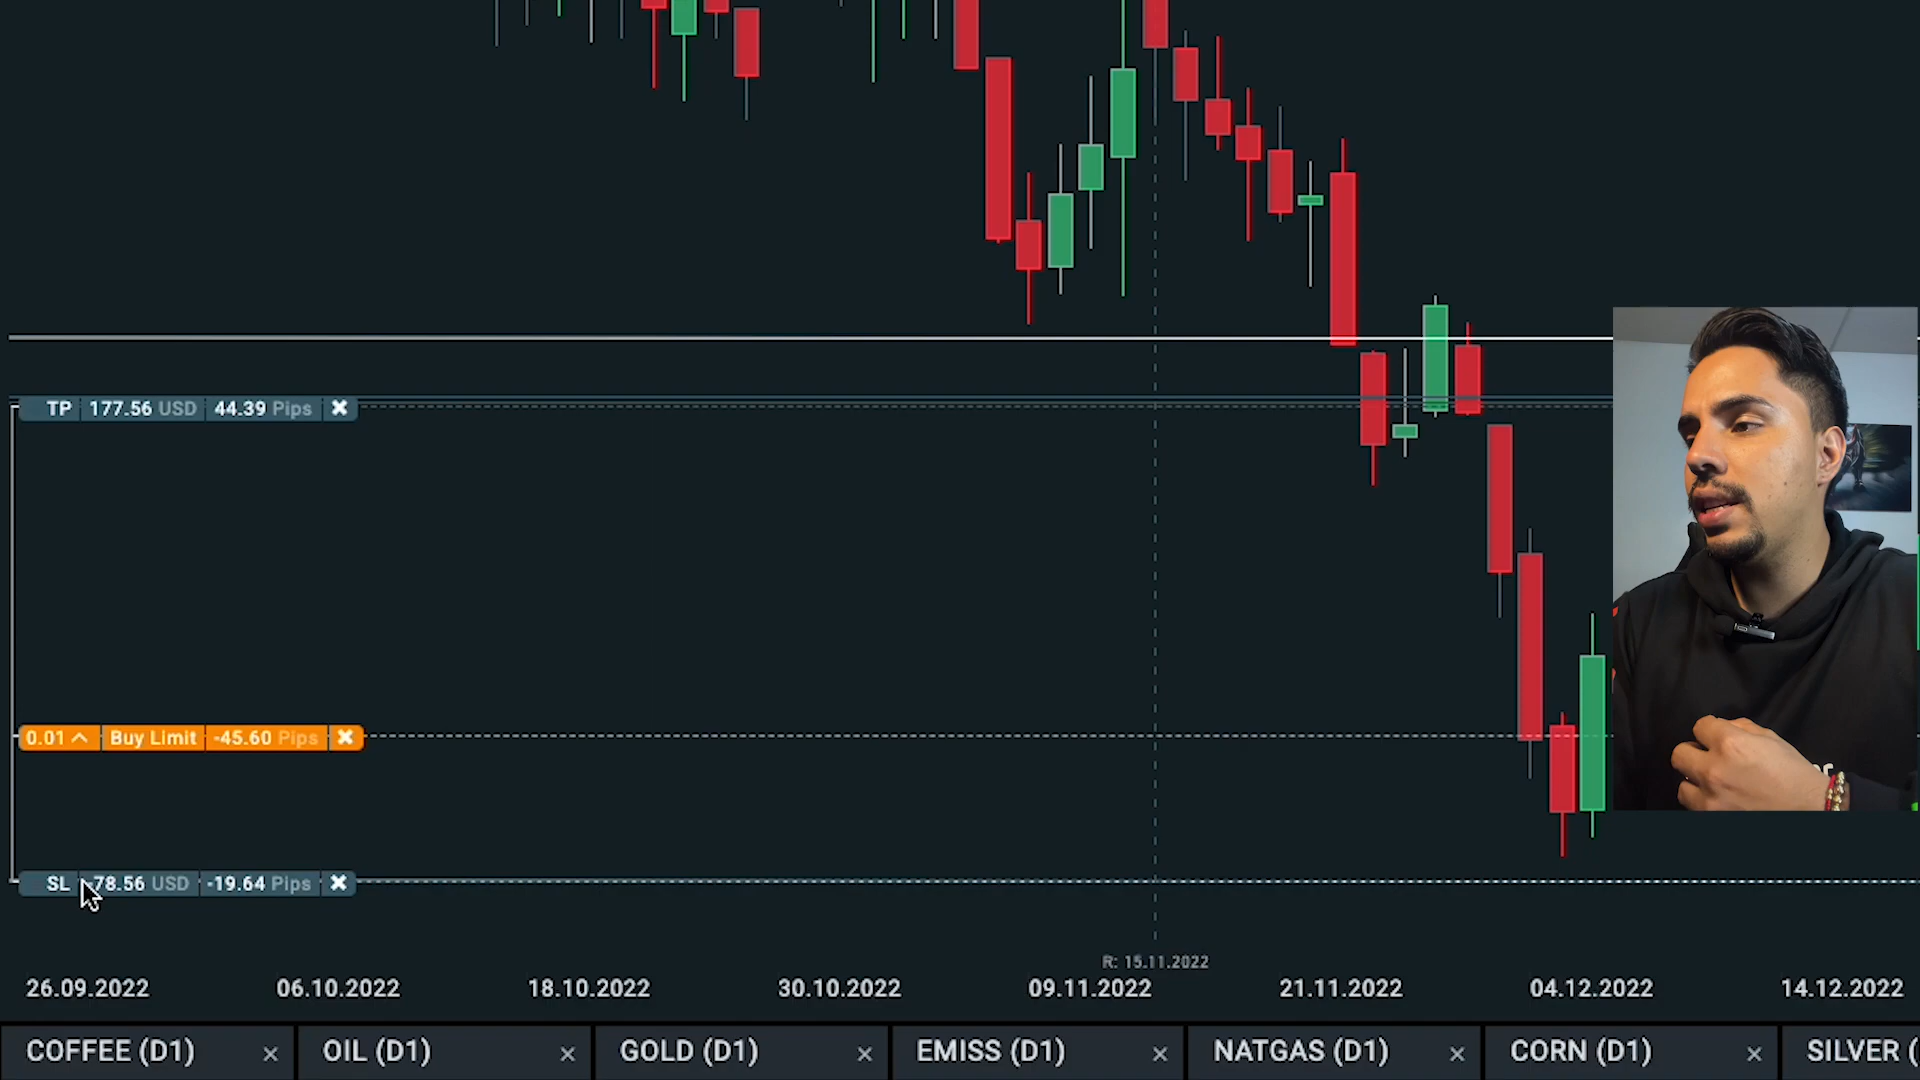 TP 177.56 USD 44.39 Pips
0.01 Buy Limit -45.60 Pips
SL -78.56 USD -19.64 Pips
R: 15.11.2022
26.09.2022 06.10.2022 18.10.2022 30.10.2022 09.11.2022 21.11.2022 04.12.2022 14.12.2022
COFFEE (D1) OIL (D1) GOLD (D1) EMISS (D1) NATGAS (D1) CORN (D1) SILVER (